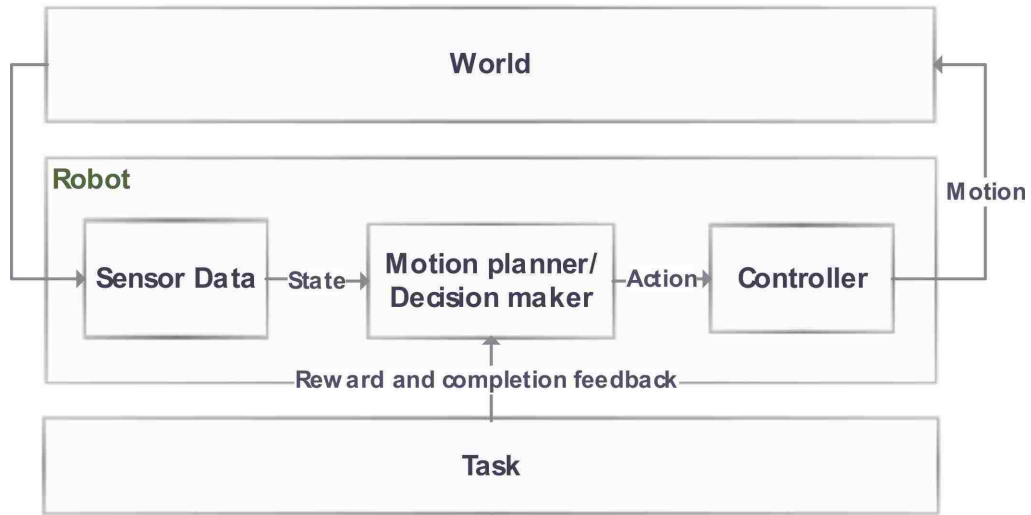 World
Robot
Motion
Sensor Data
State
Motion planner/
Decision maker
Action
Controller
Reward and completion feedback
Task